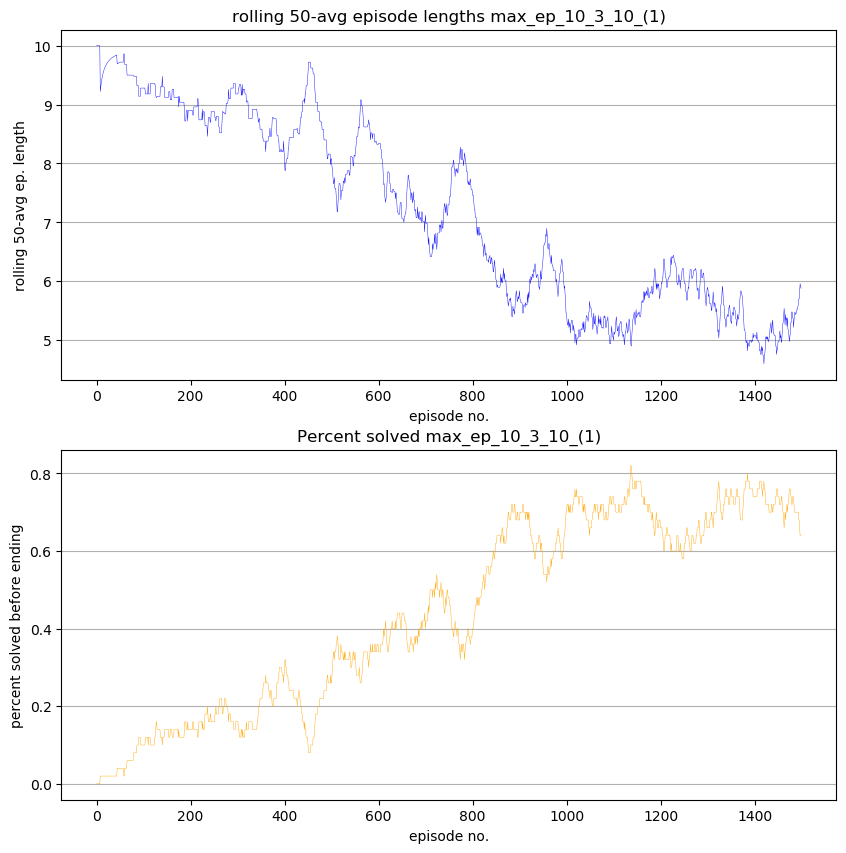 rolling 50-avg episode lengths max_ep_10_3_10_(1)
10
9
8
7
6
5
rolling 50-avg ep. length
0 200 400 600 800 1000 1200 1400
episode no.
Percent solved max_ep_10_3_10_(1)
0.8
0.6
0.4
0.2
0.0
percent solved before ending
0 200 400 600 800 1000 1200 1400
episode no.